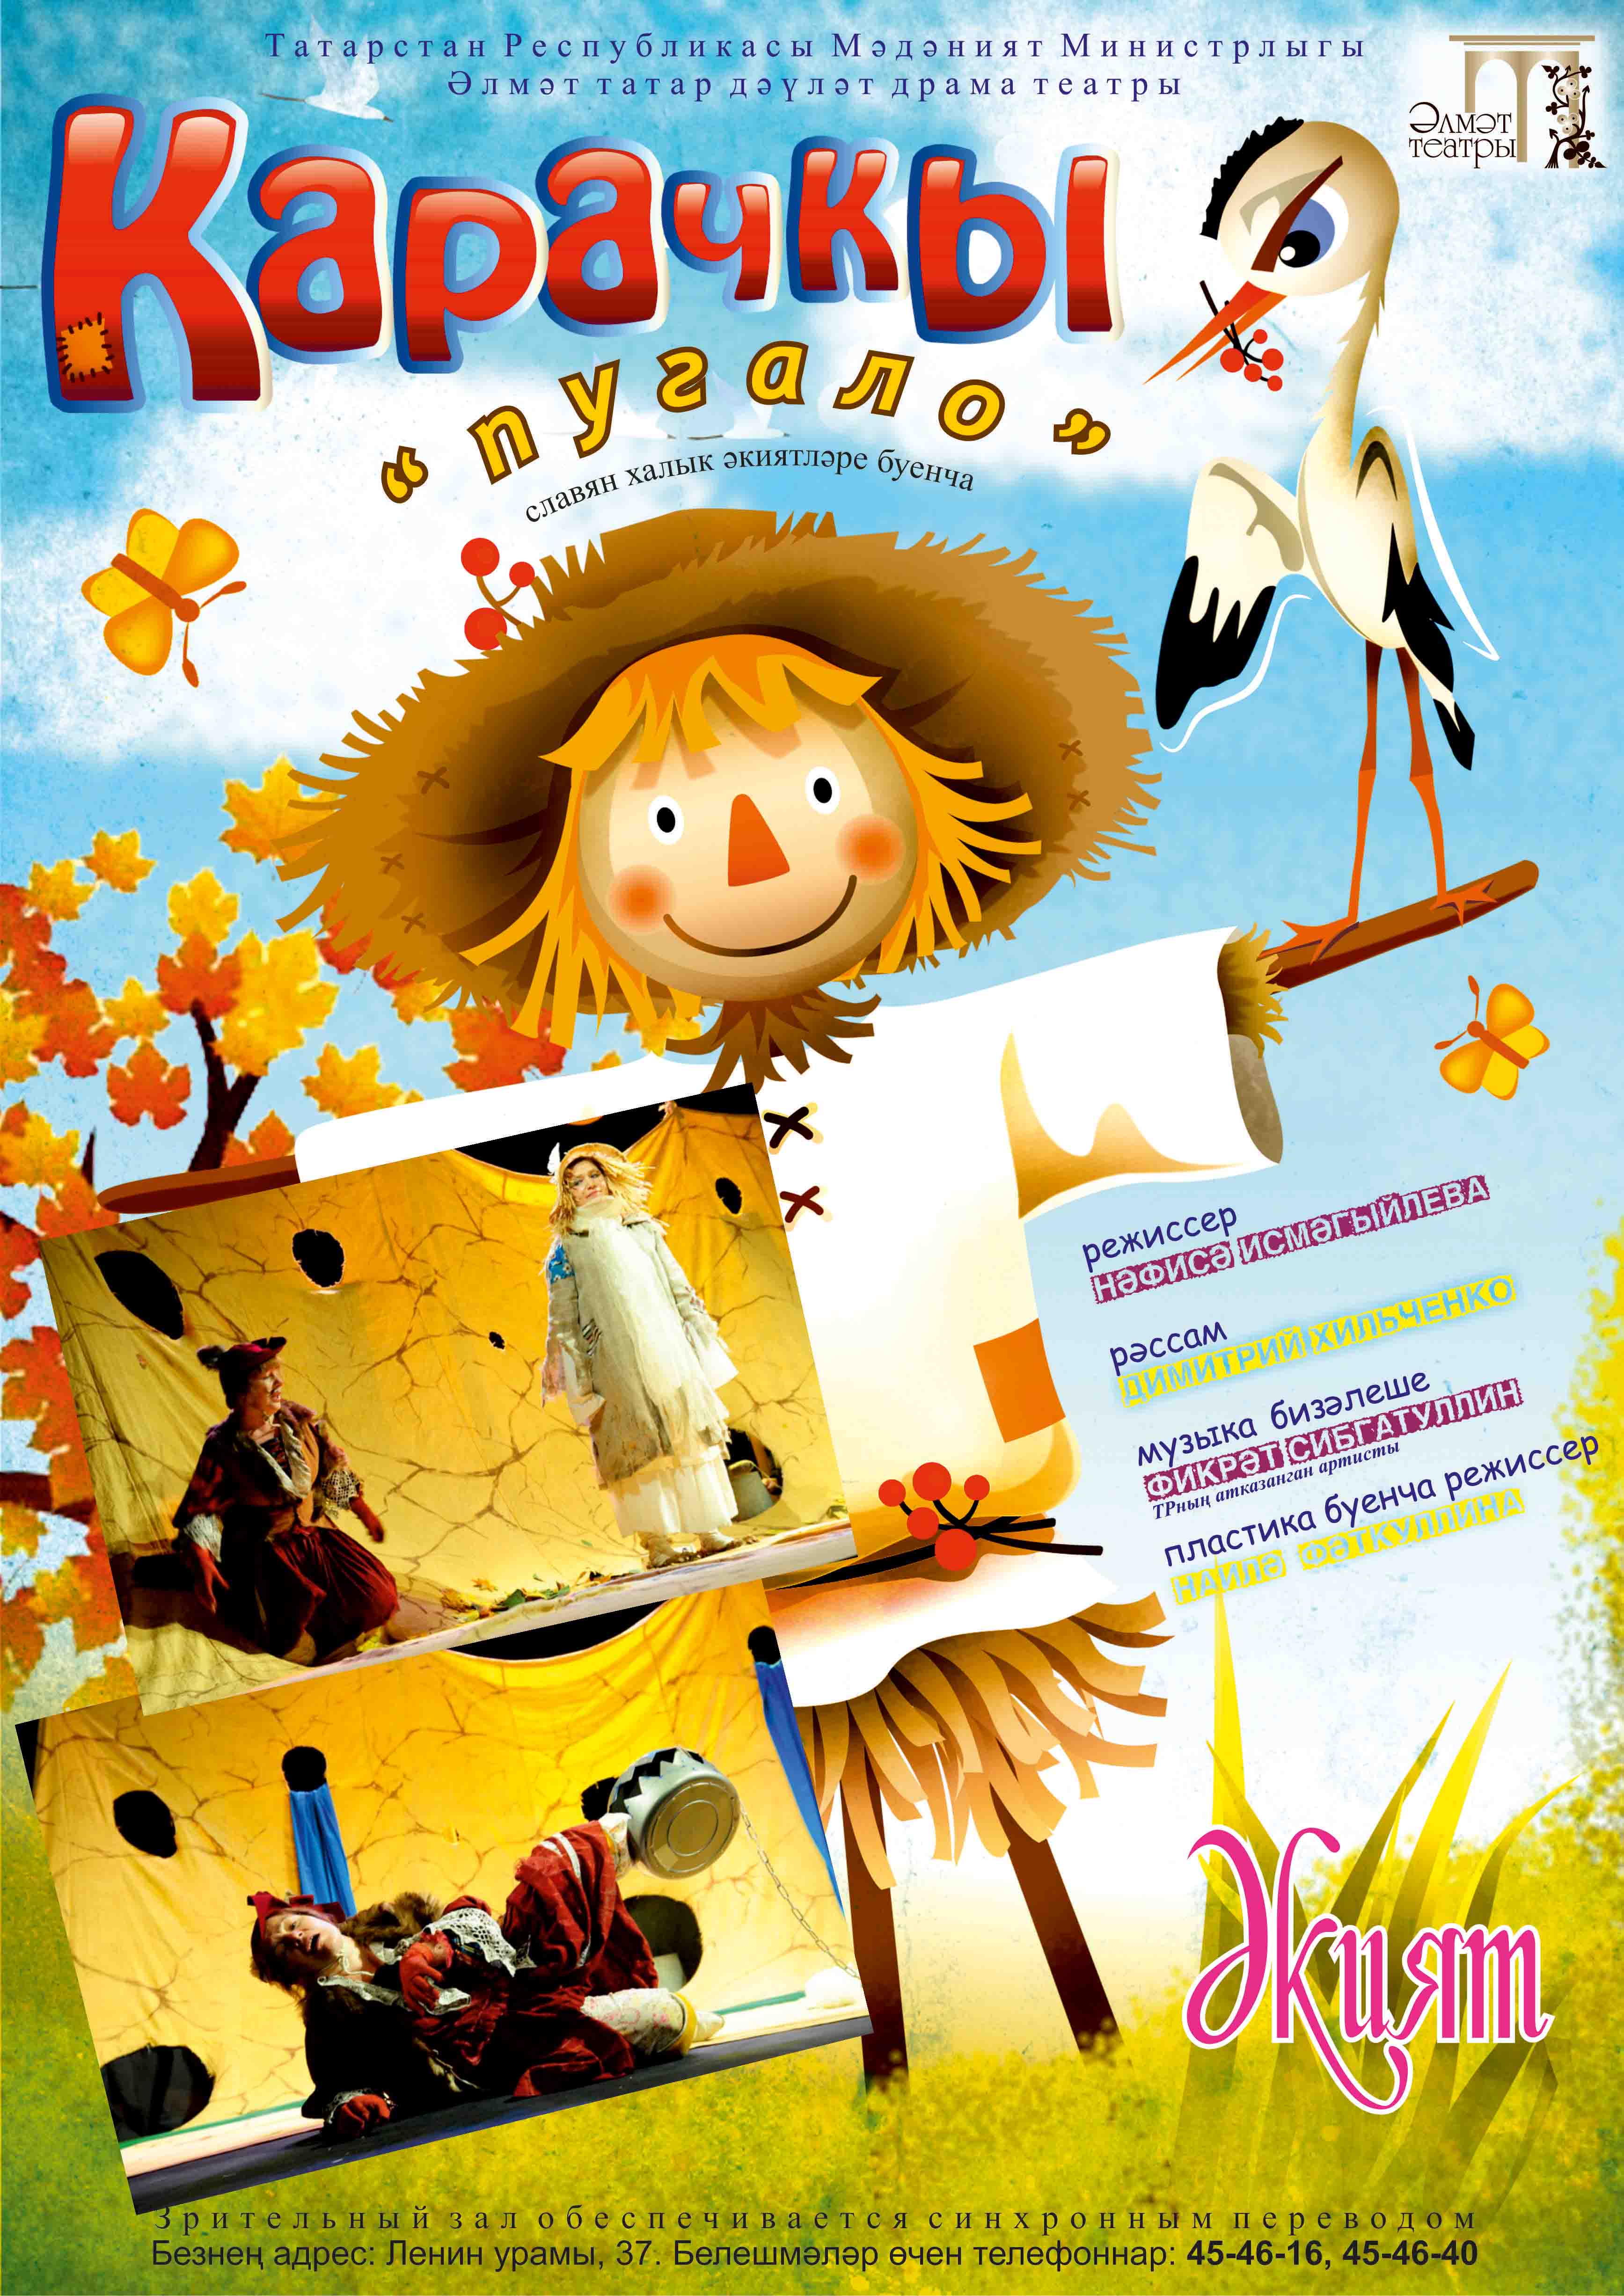 Татарстан Республикасы Мәдәният Министрлыгы
Әлмәт татар дәүләт драма театры
Әлмәт
театры
Карачкы
“пугало”
славян халык әкиятләре буенча
режиссер
НӘФИСӘ ИСМӘГЫЙЛЕВА
рәссам
ДИМИТРИЙ ХИЛЬЧЕНКО
музыка бизәлеше
ФИКРӘТ СИБГАТУЛЛИН
ТРның атказанган артисты
пластика буенча режиссер
НАИЛӘ ФӘТКУЛЛИНА
Әкият
Зрительный зал обеспечивается синхронным переводом
Безнең адрес: Ленин урамы, 37. Белешмәләр өчен телефоннар: 45-46-16, 45-46-40